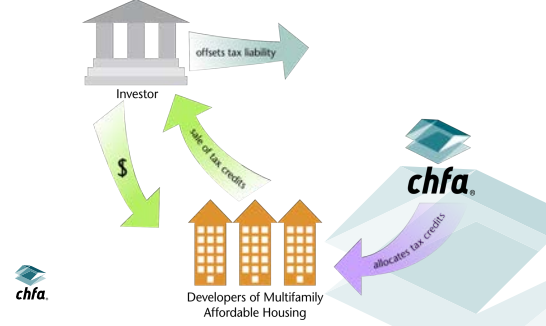 offsets tax liability
Investor
$
sale of tax credits
chfa®
allocates tax credits
Developers of Multifamily
Affordable Housing
chfa.